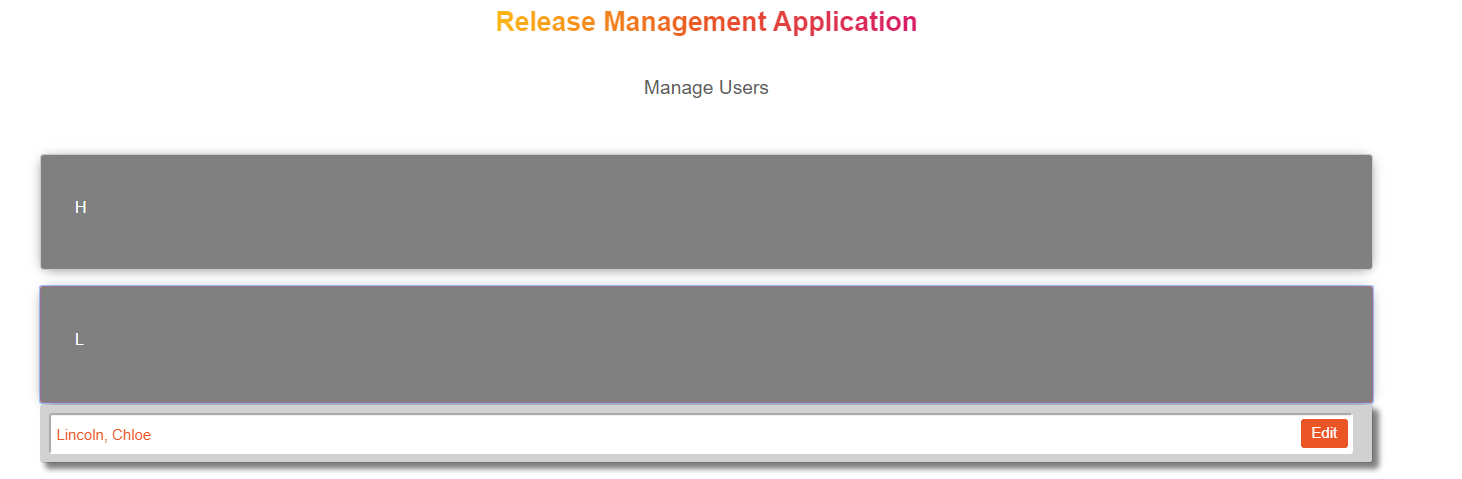 Release Management Application
Manage Users
H
L
Lincoln, Chloe
Edit